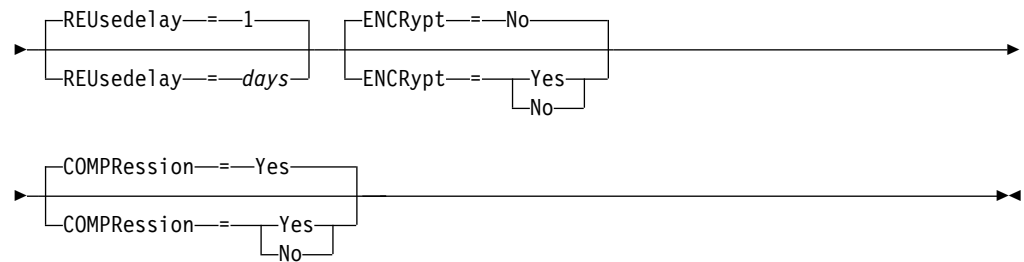 REUsedelay = 1 ENCRypt = No
REUsedelay = days ENCRypt = Yes
No
COMPRession = Yes
COMPRession = Yes
No